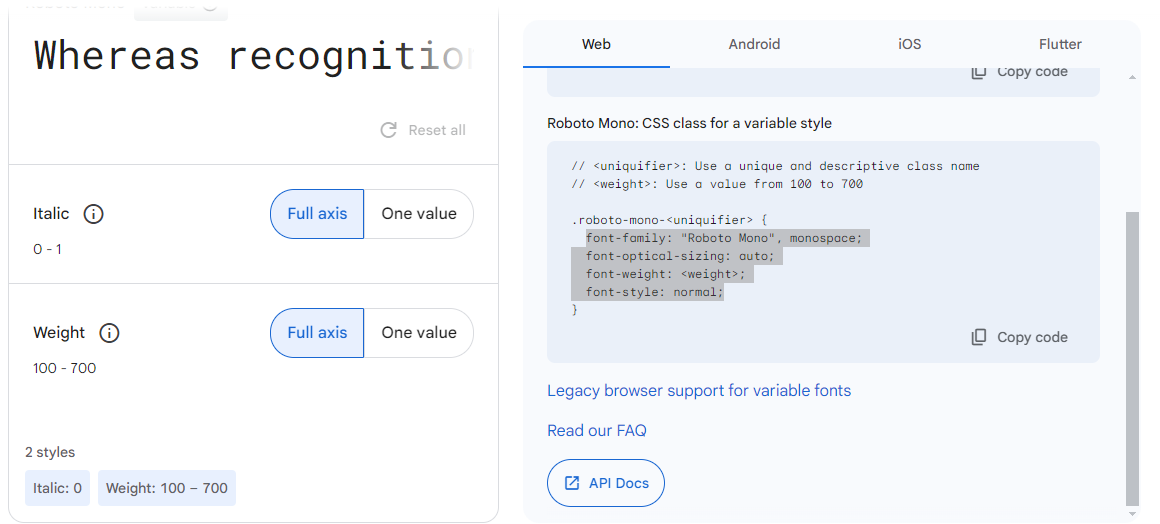 Whereas recognition
Reset all
Italic
Full axis
One value
0 - 1
Weight
Full axis
One value
100 - 700
2 styles
Italic: 0
Weight: 100 – 700
Web
Android
iOS
Flutter
Copy code
Roboto Mono: CSS class for a variable style
// <uniquifier>: Use a unique and descriptive class name
// <weight>: Use a value from 100 to 700
.roboto-mono-<uniquifier> {
font-family: "Roboto Mono", monospace;
font-optical-sizing: auto;
font-weight: <weight>;
font-style: normal;
}
Copy code
Legacy browser support for variable fonts
Read our FAQ
API Docs